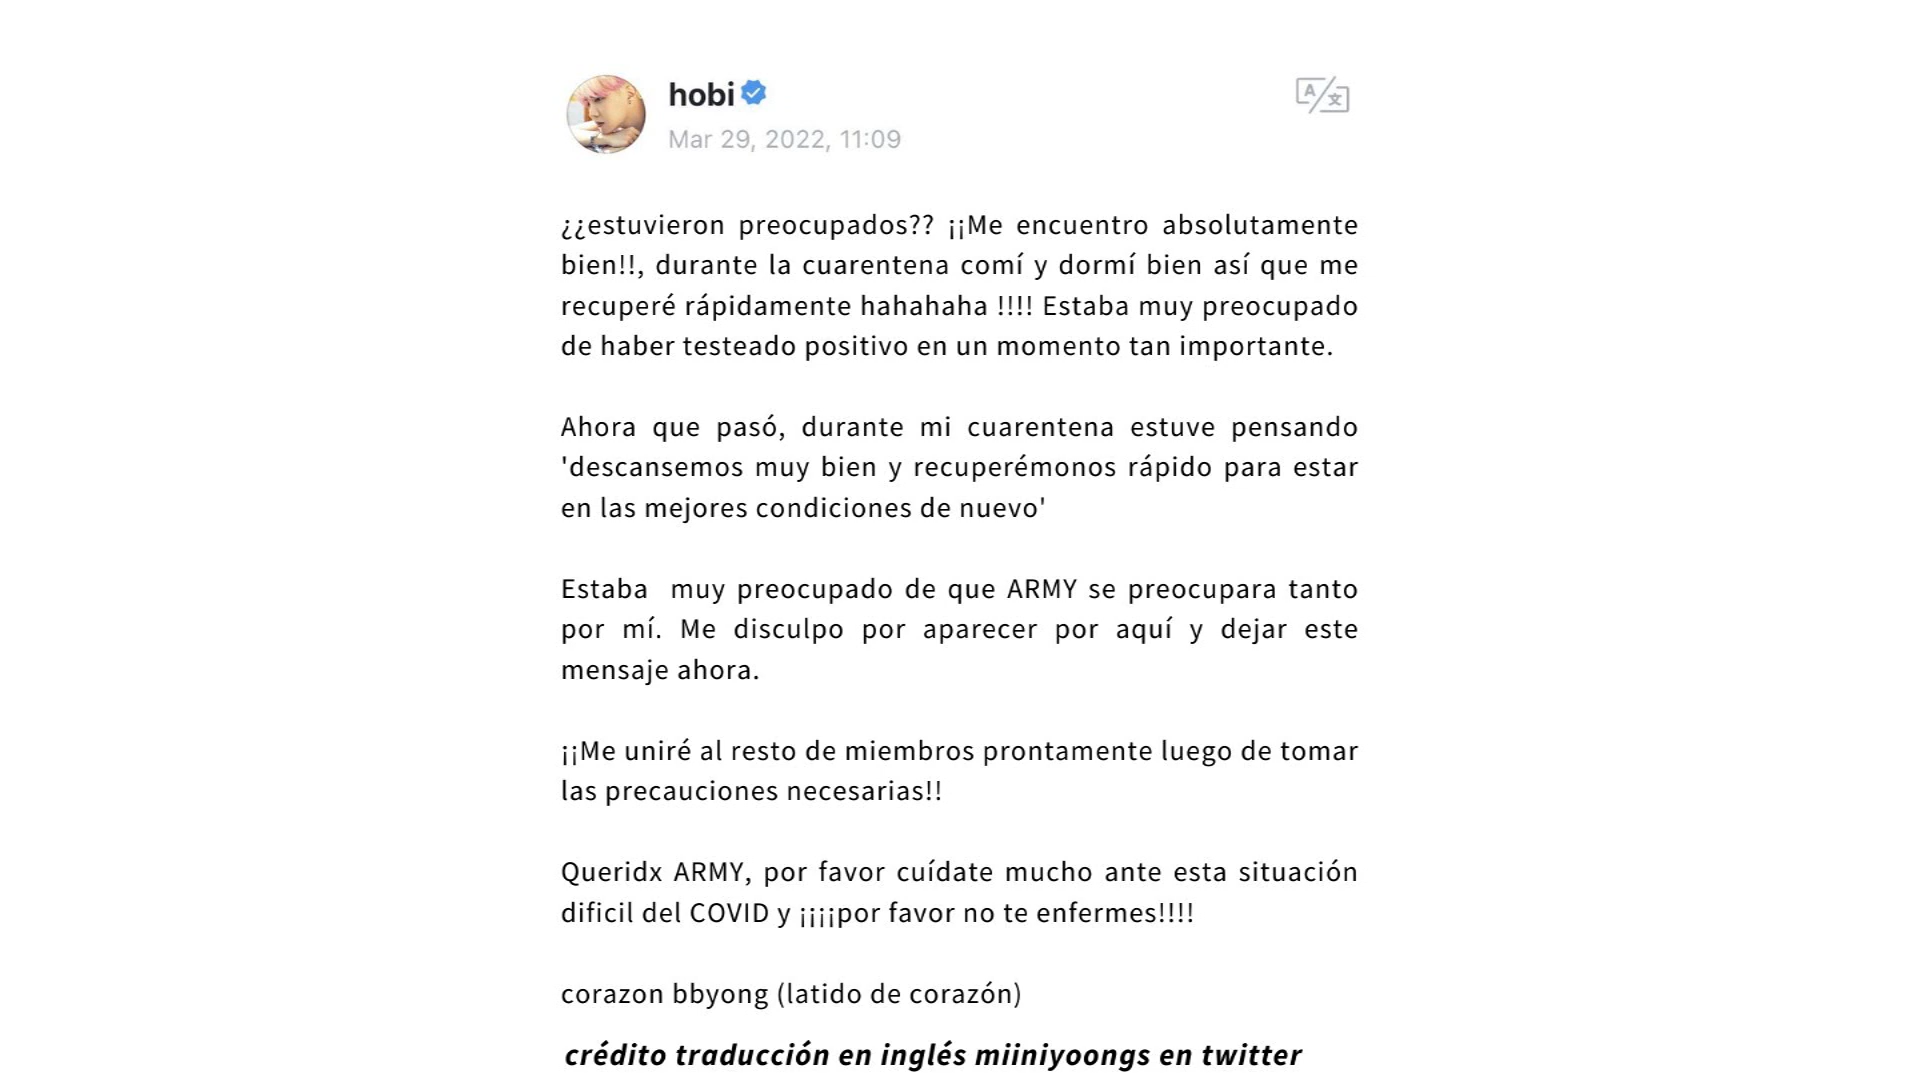 hobi
Mar 29, 2022, 11:09
¿¿estuvieron preocupados?? ¡¡Me encuentro absolutamente
bien!!, durante la cuarentena comí y dormí bien así que me
recuperé rápidamente hahahaha !!!! Estaba muy preocupado
de haber testeado positivo en un momento tan importante.
Ahora que pasó, durante mi cuarentena estuve pensando
'descansemos muy bien y recuperémonos rápido para estar
en las mejores condiciones de nuevo'
Estaba muy preocupado de que ARMY se preocupara tanto
por mí. Me disculpo por aparecer por aquí y dejar este
mensaje ahora.
¡¡Me uniré al resto de miembros prontamente luego de tomar
las precauciones necesarias!!
Queridx ARMY, por favor cuídate mucho ante esta situación
dificil del COVID y ¡¡¡¡por favor no te enfermes!!!!
corazon bbyong (latido de corazón)
crédito traducción en inglés miiniyoongs en twitter